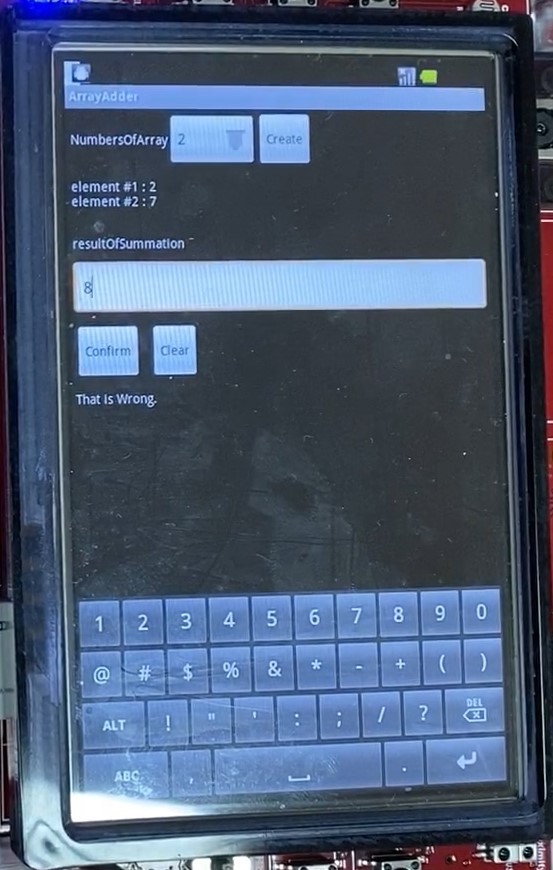 ArrayAdder
NumbersOfArray 2 Create
element #1 : 2
element #2 : 7
resultOfSummation
8
Confirm Clear
That is Wrong.
1 2 3 4 5 6 7 8 9 0
@ # $ % & * - + ( )
ALT ! " ' : ; / ? DEL
ABC , .